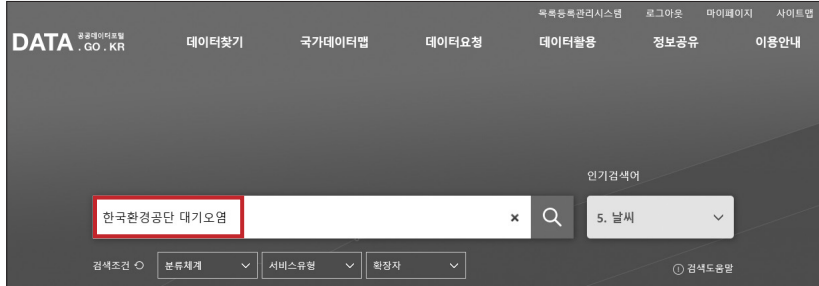 목록등록관리시스템 로그아웃 마이페이지 사이트맵
DATA 공공데이터포털 . GO . KR
데이터찾기 국가데이터맵 데이터요청 데이터활용 정보공유 이용안내
인기검색어
한국환경공단 대기오염
5. 날씨
검색조건 분류체계 서비스유형 확장자
검색도움말